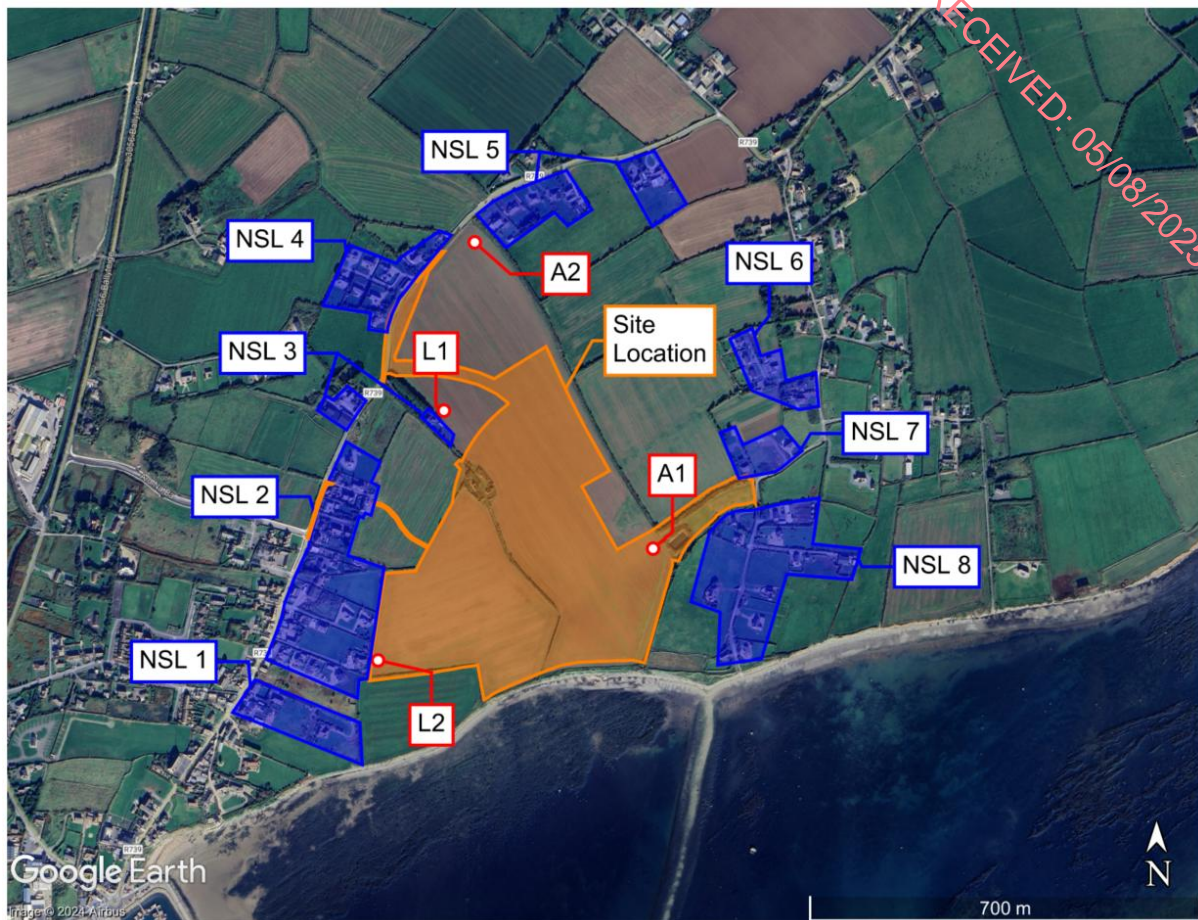 RECEIVED: 05/08/2025
NSL 5
R739
NSL 4
NSL 6
A2
Site
Location
NSL 3
L1
R739
NSL 7
A1
NSL 2
NSL 8
NSL 1
L2
R739
Google Earth
Image © 2024 Airbus
N
700 m